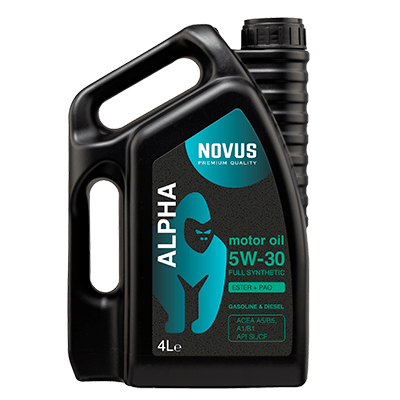 NOVUS
PREMIUM QUALITY
ALPHA
motor oil
5W-30
FULL SYNTHETIC
ESTER + PAO
GASOLINE & DIESEL
ACEA A5/B5,
A1/B1
API SL/CF
4L℮